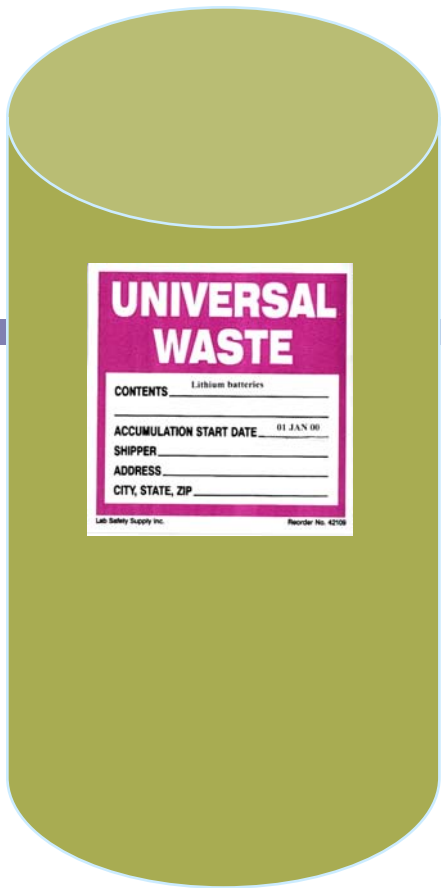 UNIVERSAL
WASTE
CONTENTS Lithium batteries
ACCUMULATION START DATE 01 JAN 00
SHIPPER
ADDRESS
CITY, STATE, ZIP
Lab Safety Supply Inc. Reorder No. 42109